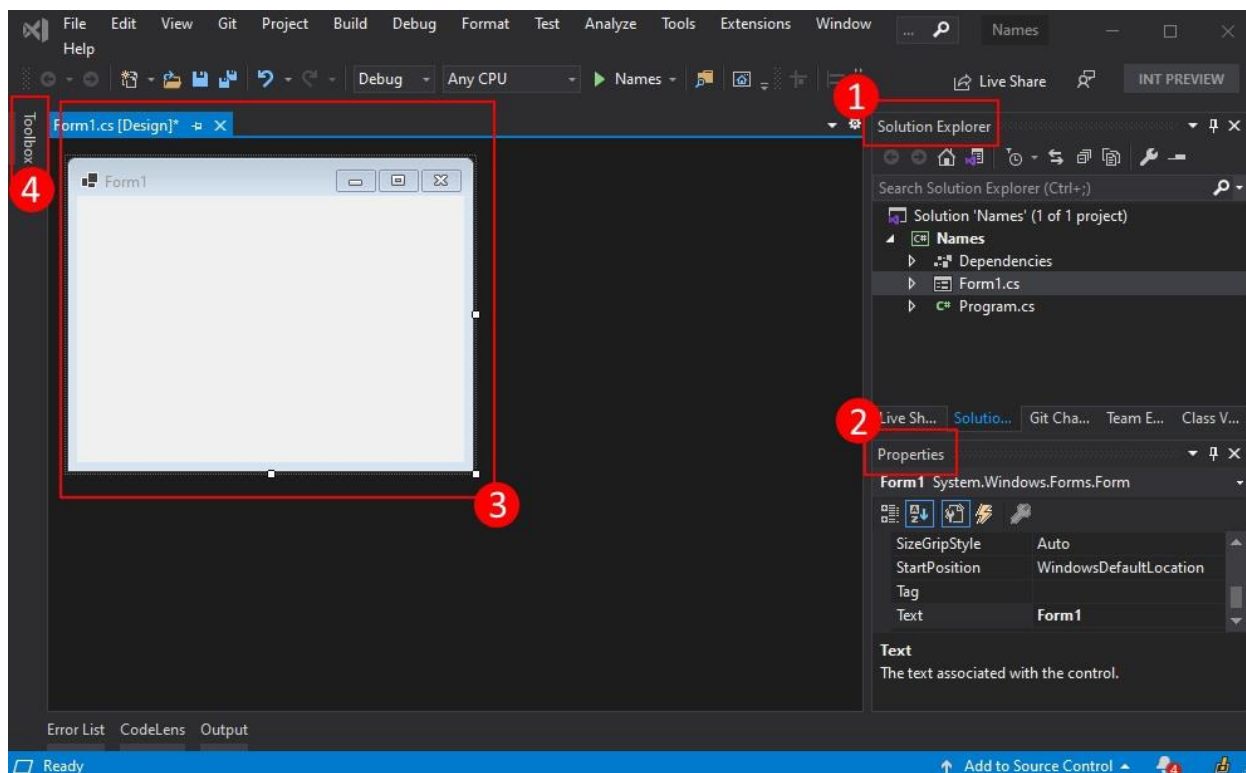 File Edit View Git Project Build Debug Format Test Analyze Tools Extensions Window ... Names
Help
Debug Any CPU Names Live Share INT PREVIEW
1
Toolbox
4
Form1.cs [Design]*
Form1
3
Solution Explorer
Search Solution Explorer (Ctrl+;)
Solution 'Names' (1 of 1 project)
C# Names
Dependencies
Form1.cs
C# Program.cs
2
Live Sh... Solutio... Git Cha... Team E... Class V...
Properties
Form1 System.Windows.Forms.Form
SizeGripStyle Auto
StartPosition WindowsDefaultLocation
Tag
Text Form1
Text
The text associated with the control.
Error List CodeLens Output
Ready Add to Source Control 4